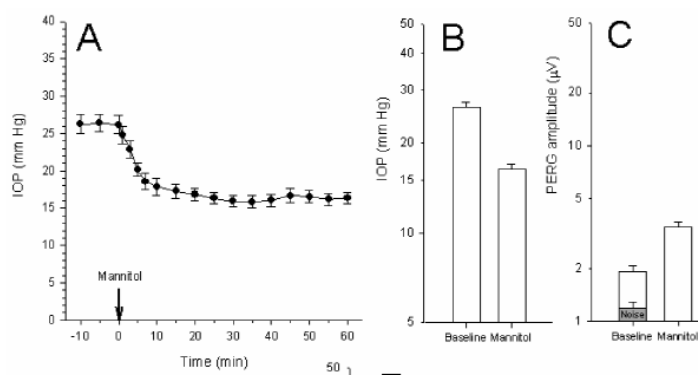 A
B
C
IOP (mm Hg)
40
35
30
25
20
15
10
5
0
Mannitol
-10 0 10 20 30 40 50 60
Time (min)
IOP (mm Hg)
50
40
30
20
15
10
5
Baseline Mannitol
PERG amplitude (μV)
50
20
5
2
1
Noise
Baseline Mannitol
50